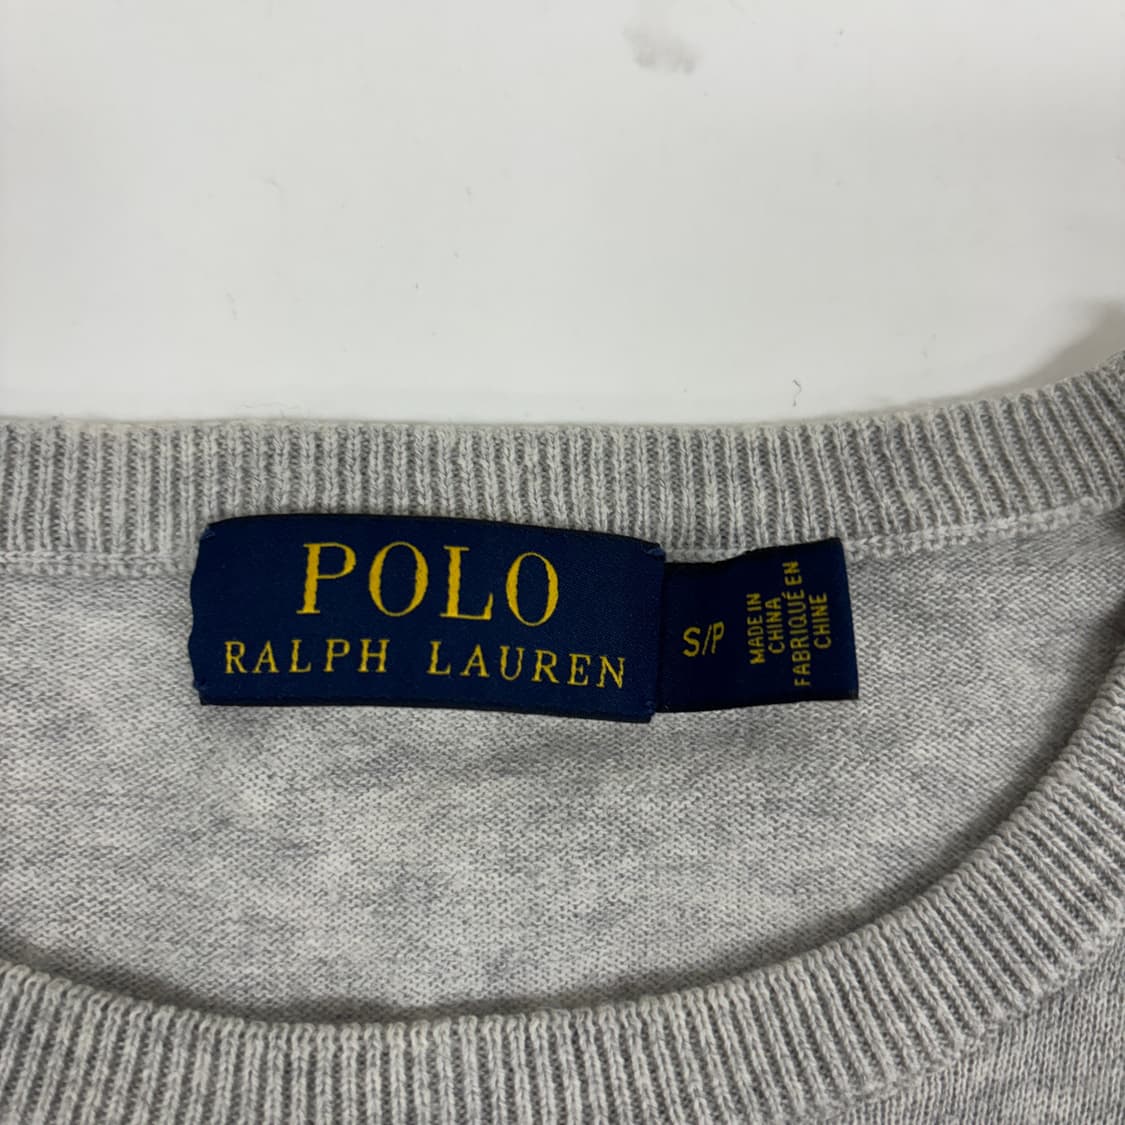 POLO
RALPH LAUREN
S/P
MADE IN
CHINA
FABRIQUÉ EN
CHINE